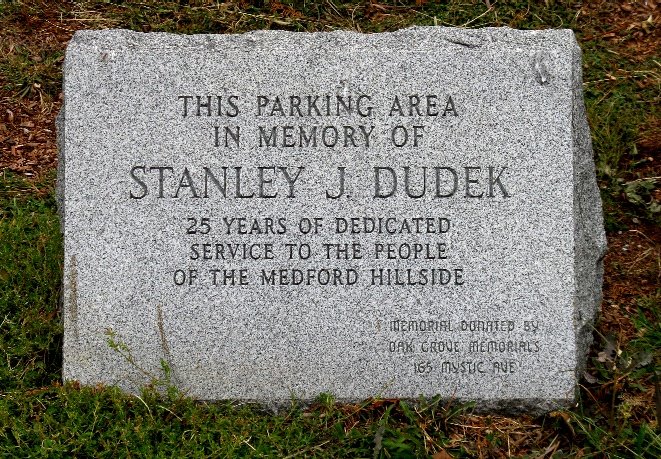 THIS PARKING AREA
IN MEMORY OF
STANLEY J. DUDEK
25 YEARS OF DEDICATED
SERVICE TO THE PEOPLE
OF THE MEDFORD HILLSIDE
MEMORIAL DONATED BY
OAK GROVE MEMORIALS
165 MYSTIC AVE